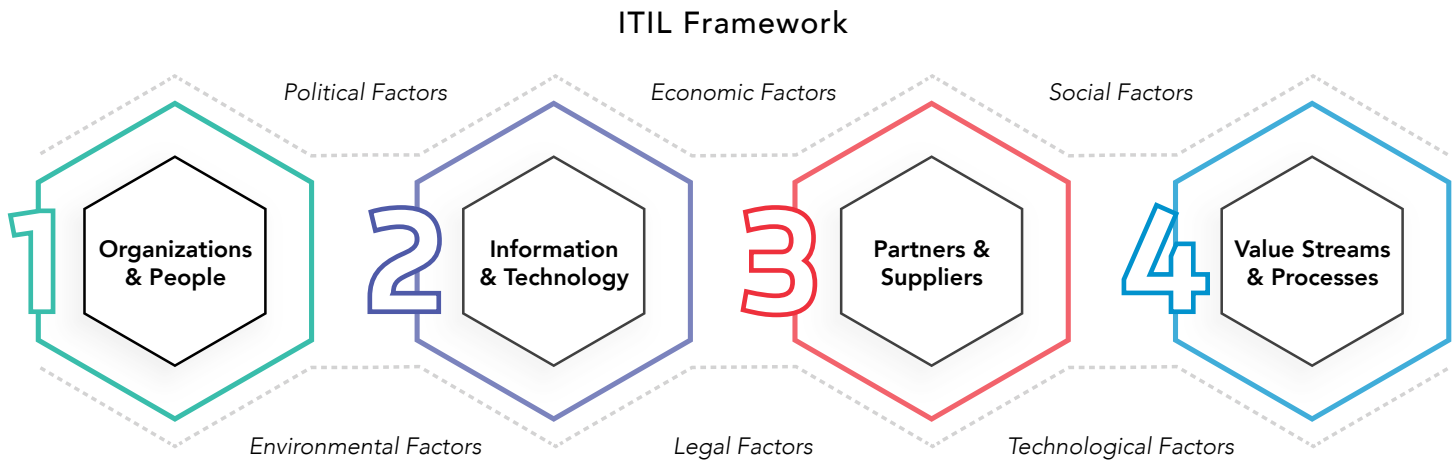 ITIL Framework
Political Factors
Economic Factors
Social Factors
1
Organizations
& People
2
Information
& Technology
3
Partners &
Suppliers
4
Value Streams
& Processes
Environmental Factors
Legal Factors
Technological Factors